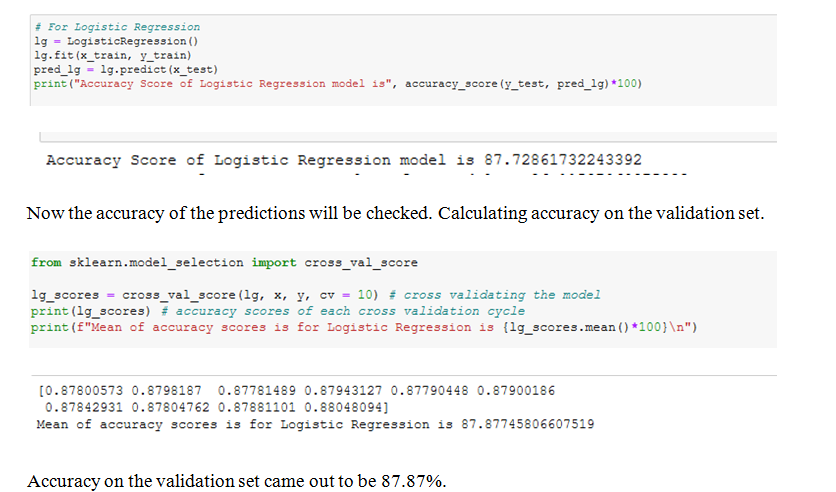 # For Logistic Regression
lg = LogisticRegression()
lg.fit(x_train, y_train)
pred_lg = lg.predict(x_test)
print("Accuracy Score of Logistic Regression model is", accuracy_score(y_test, pred_lg)*100)
Accuracy Score of Logistic Regression model is 87.72861732243392
Now the accuracy of the predictions will be checked. Calculating accuracy on the validation set.
from sklearn.model_selection import cross_val_score
lg_scores = cross_val_score(lg, x, y, cv = 10) # cross validating the model
print(lg_scores) # accuracy scores of each cross validation cycle
print(f"Mean of accuracy scores is for Logistic Regression is {lg_scores.mean()*100}\n")
[0.87800573 0.8798187  0.87781489 0.87943127 0.87790448 0.87900186
0.87842931 0.87804762 0.87881101 0.88048094]
Mean of accuracy scores is for Logistic Regression is 87.87745806607519
Accuracy on the validation set came out to be 87.87%.